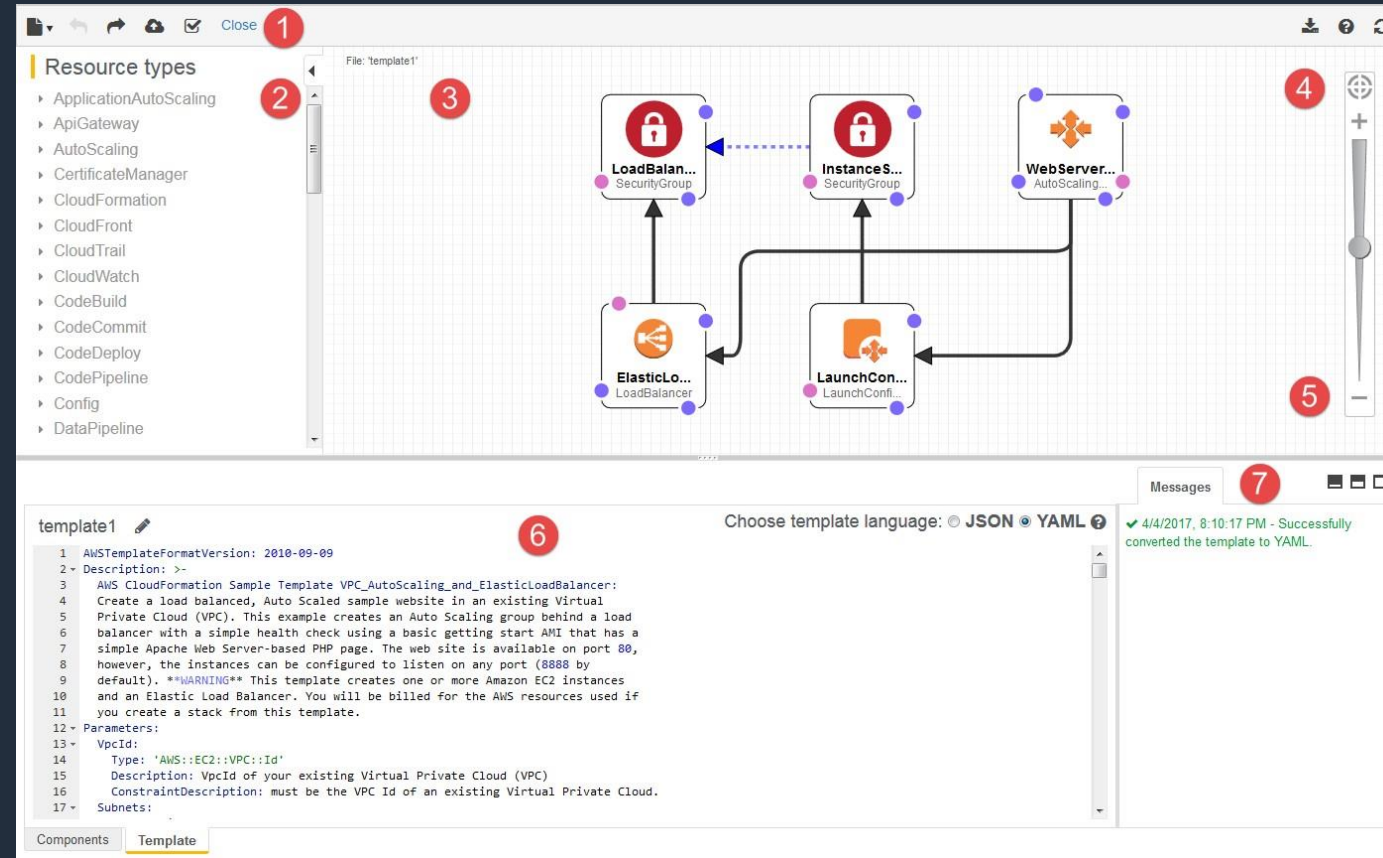 Close
1
Resource types
2
ApplicationAutoScaling
ApiGateway
AutoScaling
CertificateManager
CloudFormation
CloudFront
CloudTrail
CloudWatch
CodeBuild
CodeCommit
CodeDeploy
CodePipeline
Config
DataPipeline
File: 'template1'
3
LoadBalan...
SecurityGroup
InstanceS...
SecurityGroup
WebServer...
AutoScaling...
ElasticLo...
LoadBalancer
LaunchCon...
LaunchConfi...
4
5
Messages
7
template1
6
Choose template language: JSON YAML
1 AWSTemplateFormatVersion: 2010-09-09
2 Description: >-
3 AWS CloudFormation Sample Template VPC_AutoScaling_and_ElasticLoadBalancer:
4 Create a load balanced, Auto Scaled sample website in an existing Virtual
5 Private Cloud (VPC). This example creates an Auto Scaling group behind a load
6 balancer with a simple health check using a basic getting start AMI that has a
7 simple Apache Web Server-based PHP page. The web site is available on port 80,
8 however, the instances can be configured to listen on any port (8888 by
9 default). **WARNING** This template creates one or more Amazon EC2 instances
10 and an Elastic Load Balancer. You will be billed for the AWS resources used if
11 you create a stack from this template.
12 Parameters:
13 VpcId:
14 Type: 'AWS::EC2::VPC::Id'
15 Description: VpcId of your existing Virtual Private Cloud (VPC)
16 ConstraintDescription: must be the VPC Id of an existing Virtual Private Cloud.
17 Subnets:
4/4/2017, 8:10:17 PM - Successfully
converted the template to YAML.
Components
Template